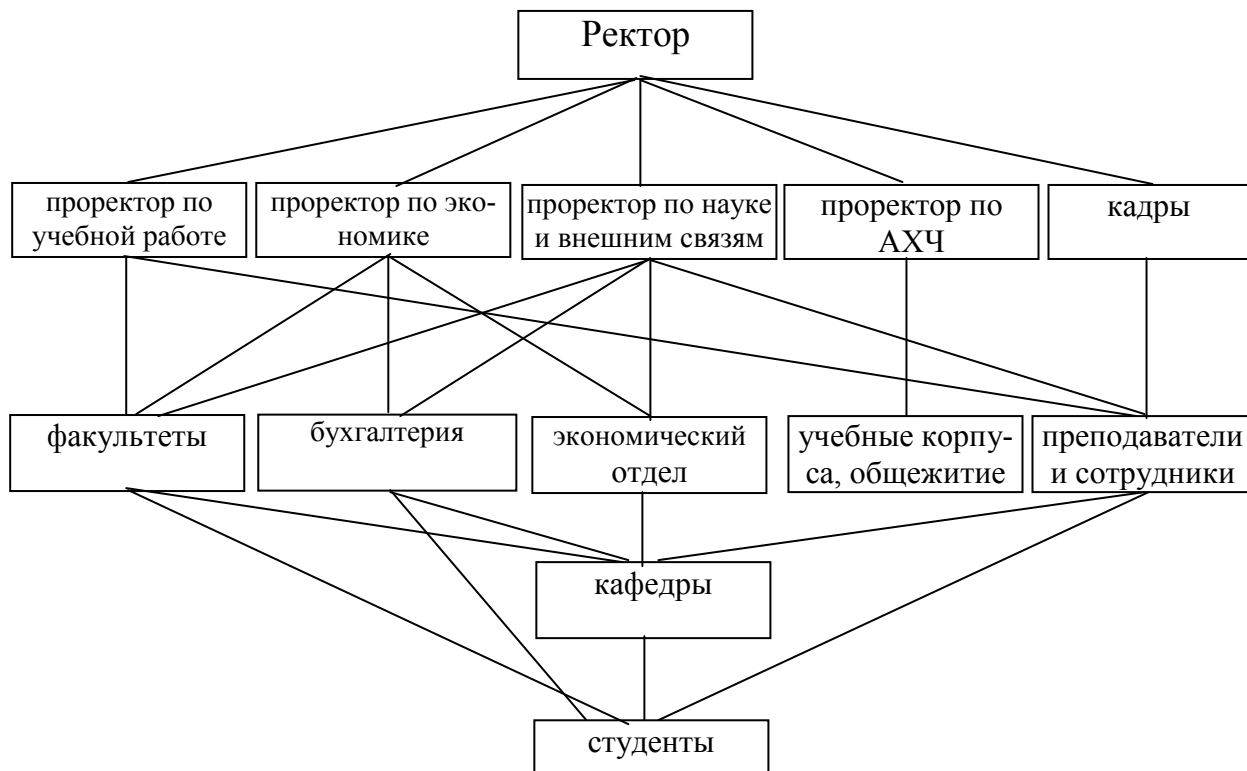 Ректор
проректор по
учебной работе
проректор по эко-
номике
проректор по науке
и внешним связям
проректор по
АХЧ
кадры
факультеты
бухгалтерия
экономический
отдел
учебные корпу-
са, общежитие
преподаватели
и сотрудники
кафедры
студенты